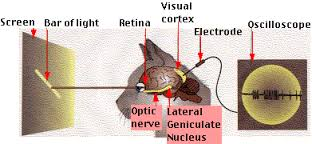 Screen
Bar of light
Retina
Visual
cortex
Electrode
Oscilloscope
Optic
nerve
Lateral
Geniculate
Nucleus